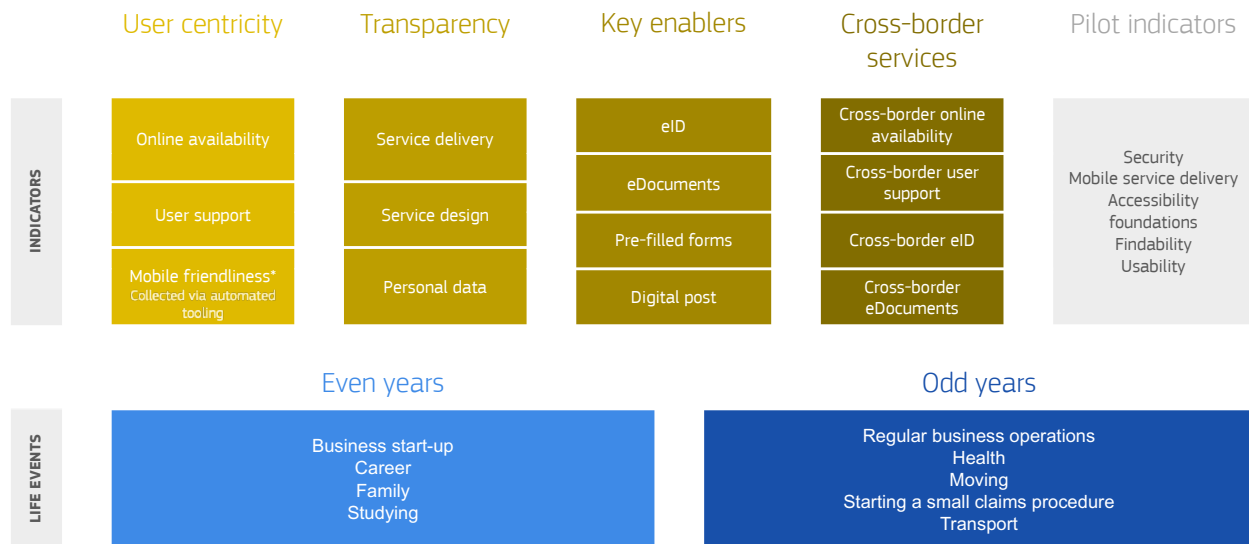 User centricity
Transparency
Key enablers
Cross-border
services
Pilot indicators
INDICATORS
Online availability
User support
Mobile friendliness*
Collected via automated
tooling
Service delivery
Service design
Personal data
eID
eDocuments
Pre-filled forms
Digital post
Cross-border online
availability
Cross-border user
support
Cross-border eID
Cross-border
eDocuments
Security
Mobile service delivery
Accessibility
foundations
Findability
Usability
Even years
Odd years
LIFE EVENTS
Business start-up
Career
Family
Studying
Regular business operations
Health
Moving
Starting a small claims procedure
Transport